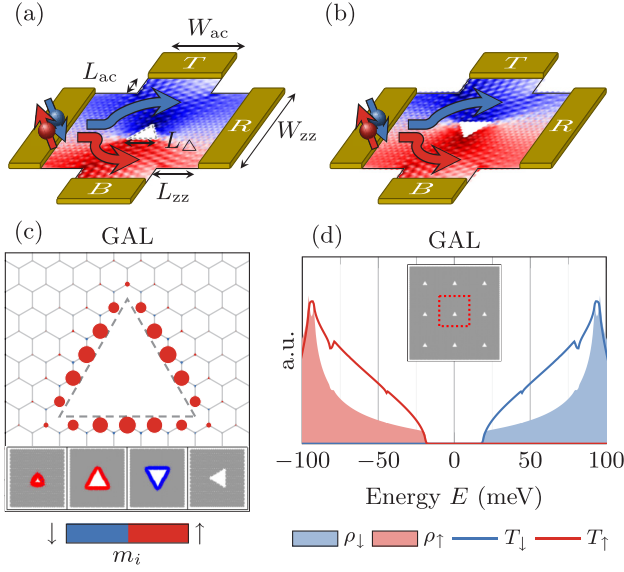 (a)
W_ac
T
L_ac
R
W_zz
L_△
B
L_zz
(b)
T
R
B
(c)
GAL
↓ ↑
m_i
(d)
GAL
a.u.
−100 −50 0 50 100
Energy E (meV)
ρ↓ ρ↑ T↓ T↑